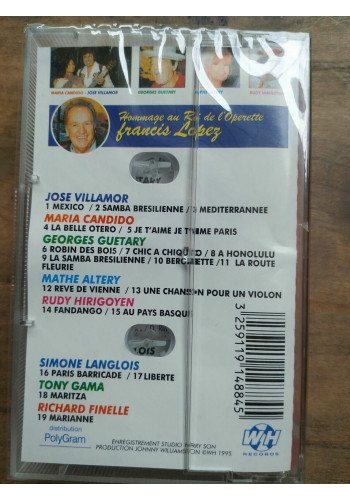 MARIA CANDIDO - JOSE VILLAMOR
GEORGES GUETARY
Hommage au Roi de l'Operette
francis Lopez
JOSE VILLAMOR
1 MEXICO / 2 SAMBA BRESILIENNE / 3 MEDITERRANNEE
MARIA CANDIDO
4 LA BELLE OTERO / 5 JE T'AIME JE T'AIME PARIS
GEORGES GUETARY
6 ROBIN DES BOIS / 7 CHIC A CHIQUITO / 8 A HONOLULU
9 LA SAMBA BRESILIENNE / 10 BERGERETTE /11 LA ROUTE
FLEURIE
MATHE ALTERY
12 REVE DE VIENNE / 13 UNE CHANSON POUR UN VIOLON
RUDY HIRIGOYEN
14 FANDANGO / 15 AU PAYS BASQUE
SIMONE LANGLOIS
16 PARIS BARRICADE / 17 LIBERTE
TONY GAMA
18 MARITZA
RICHARD FINELLE
19 MARIANNE
distribution
PolyGram
ENREGISTREMENT STUDIO HARRY SON
PRODUCTION JOHNNY WILLIAMSON ©WH 1995
3 259119 148845
WH
RECORDS